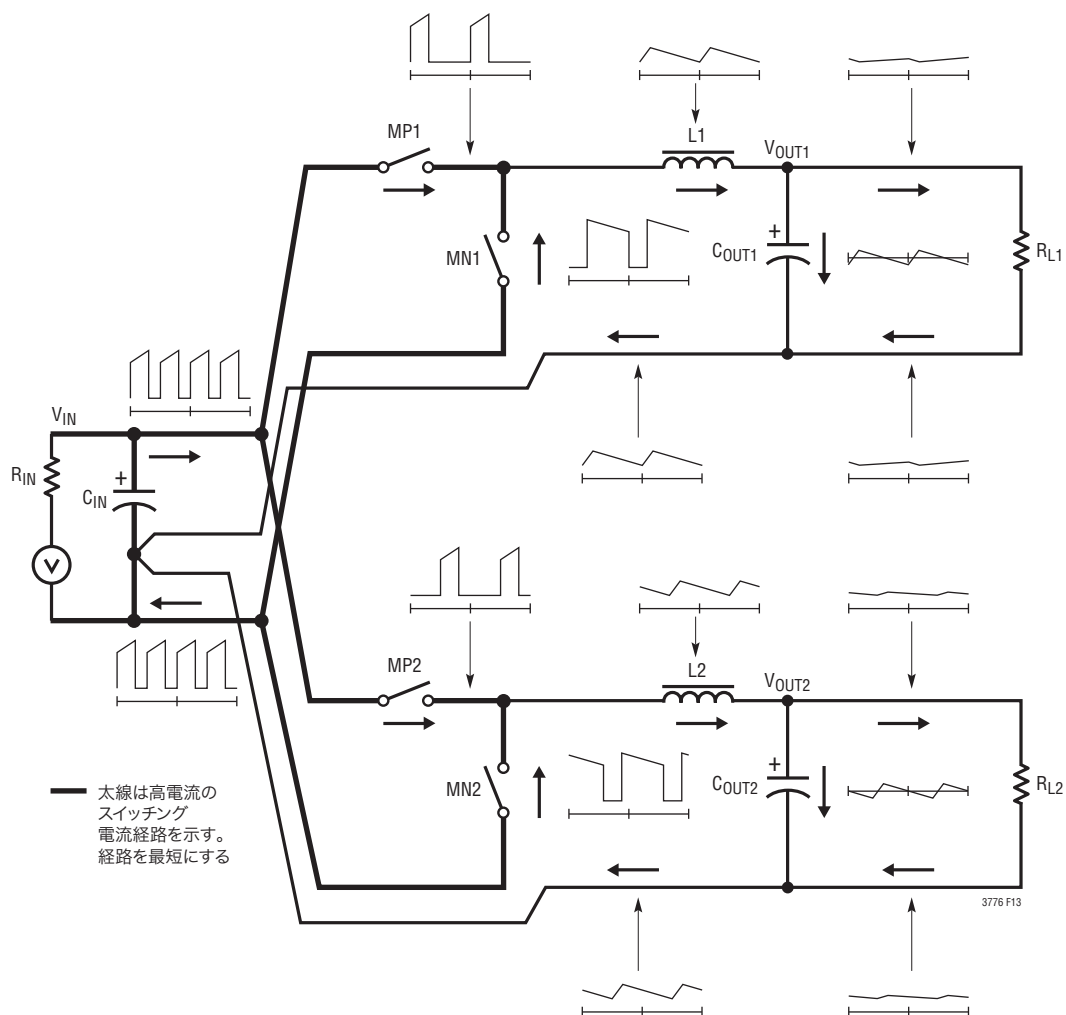 MP1
L1
VOUT1
MN1
+
COUT1
RL1
VIN
RIN
+
CIN
V
MP2
L2
VOUT2
MN2
+
COUT2
RL2
太線は高電流の
スイッチング
電流経路を示す。
経路を最短にする
3776 F13